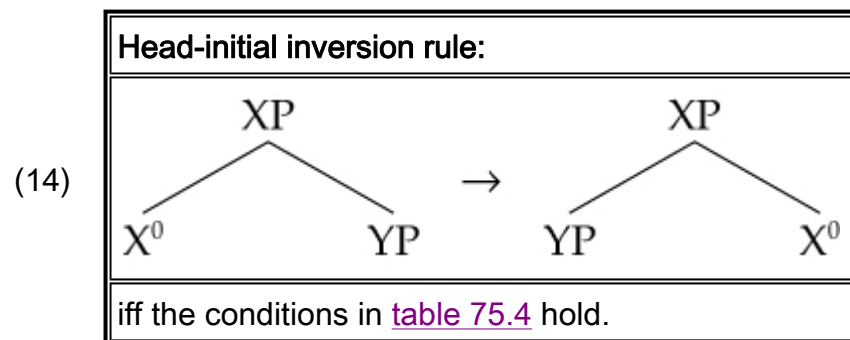 Head-initial inversion rule:
XP XP
(14) →
X⁰ YP YP X⁰
iff the conditions in table 75.4 hold.